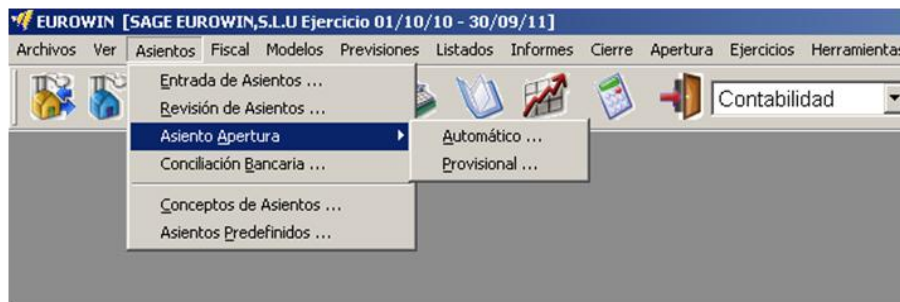 EUROWIN [SAGE EUROWIN,S.L.U Ejercicio 01/10/10 - 30/09/11]
Archivos Ver Asientos Fiscal Modelos Previsiones Listados Informes Cierre Apertura Ejercicios Herramientas
Contabilidad
Entrada de Asientos ...
Revisión de Asientos ...
Asiento Apertura
Automático ...
Provisional ...
Conciliación Bancaria ...
Conceptos de Asientos ...
Asientos Predefinidos ...